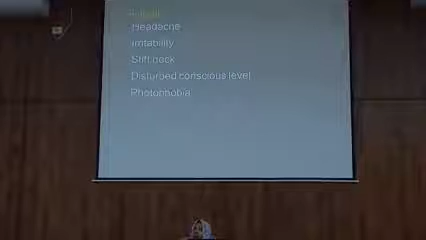 Headache
Irritability
Stiff neck
Disturbed conscious level
Photophobia